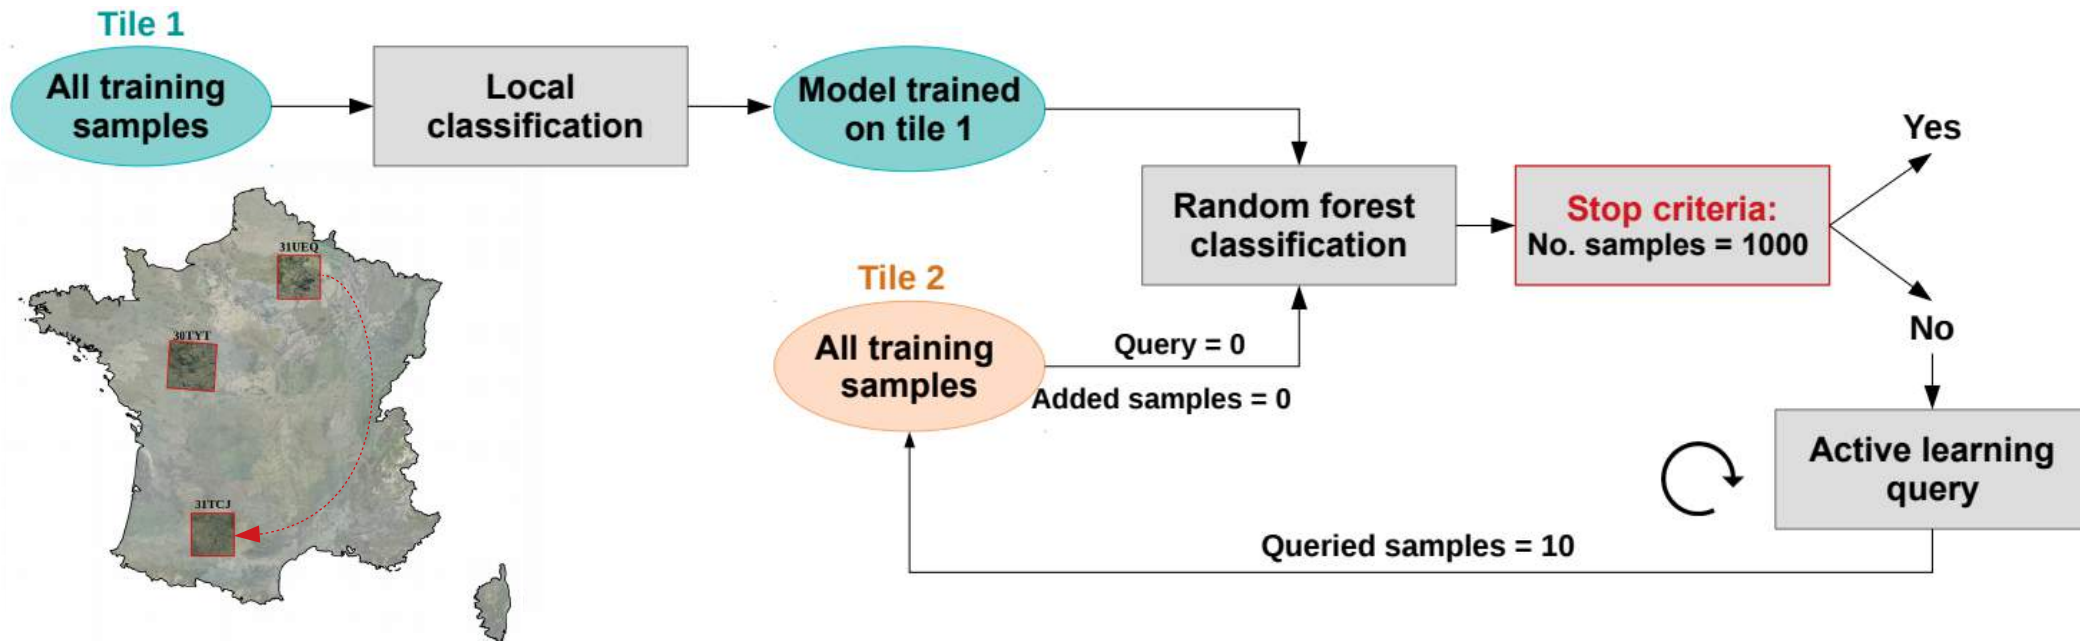 Tile 1
All training
samples
Local
classification
Model trained
on tile 1
Yes
Random forest
classification
Stop criteria:
No. samples = 1000
31UEQ
Tile 2
No
30TYT
All training
samples
Query = 0
Added samples = 0
Active learning
query
31TCJ
Queried samples = 10